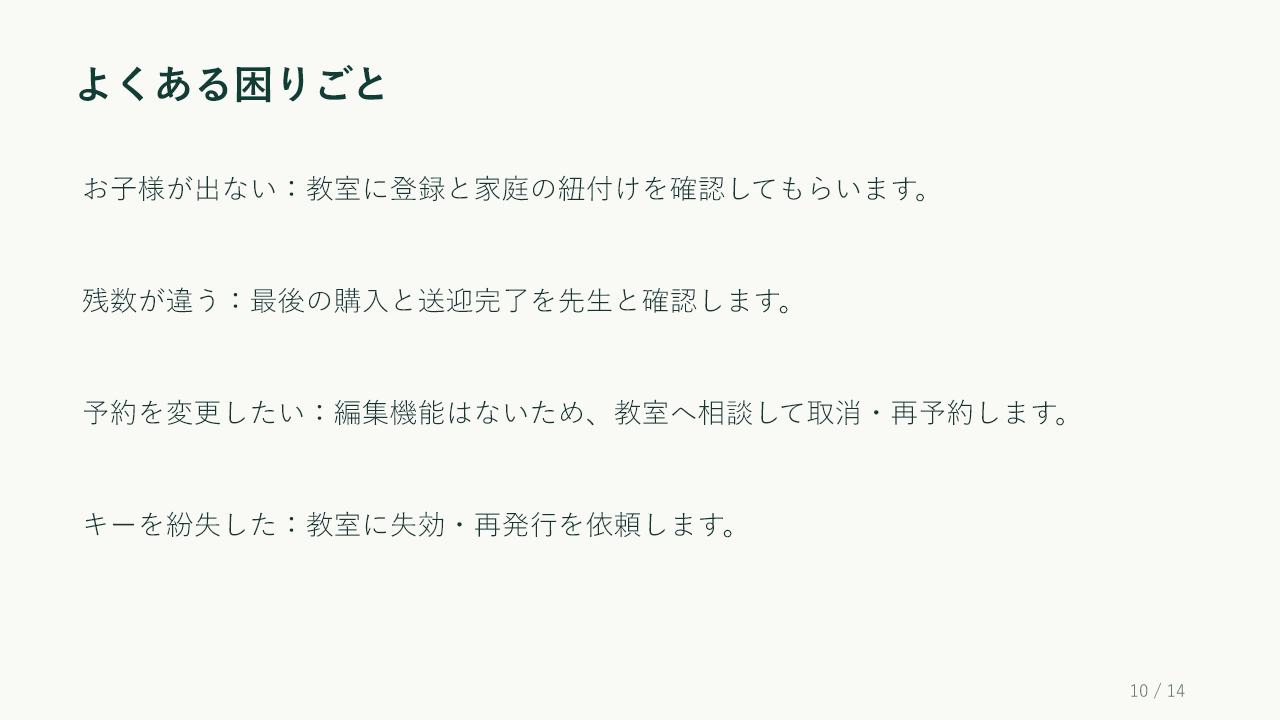 よくある困りごと
お子様が出ない：教室に登録と家庭の紐付けを確認してもらいます。
残数が違う：最後の購入と送迎完了を先生と確認します。
予約を変更したい：編集機能はないため、教室へ相談して取消・再予約します。
キーを紛失した：教室に失効・再発行を依頼します。
10 / 14